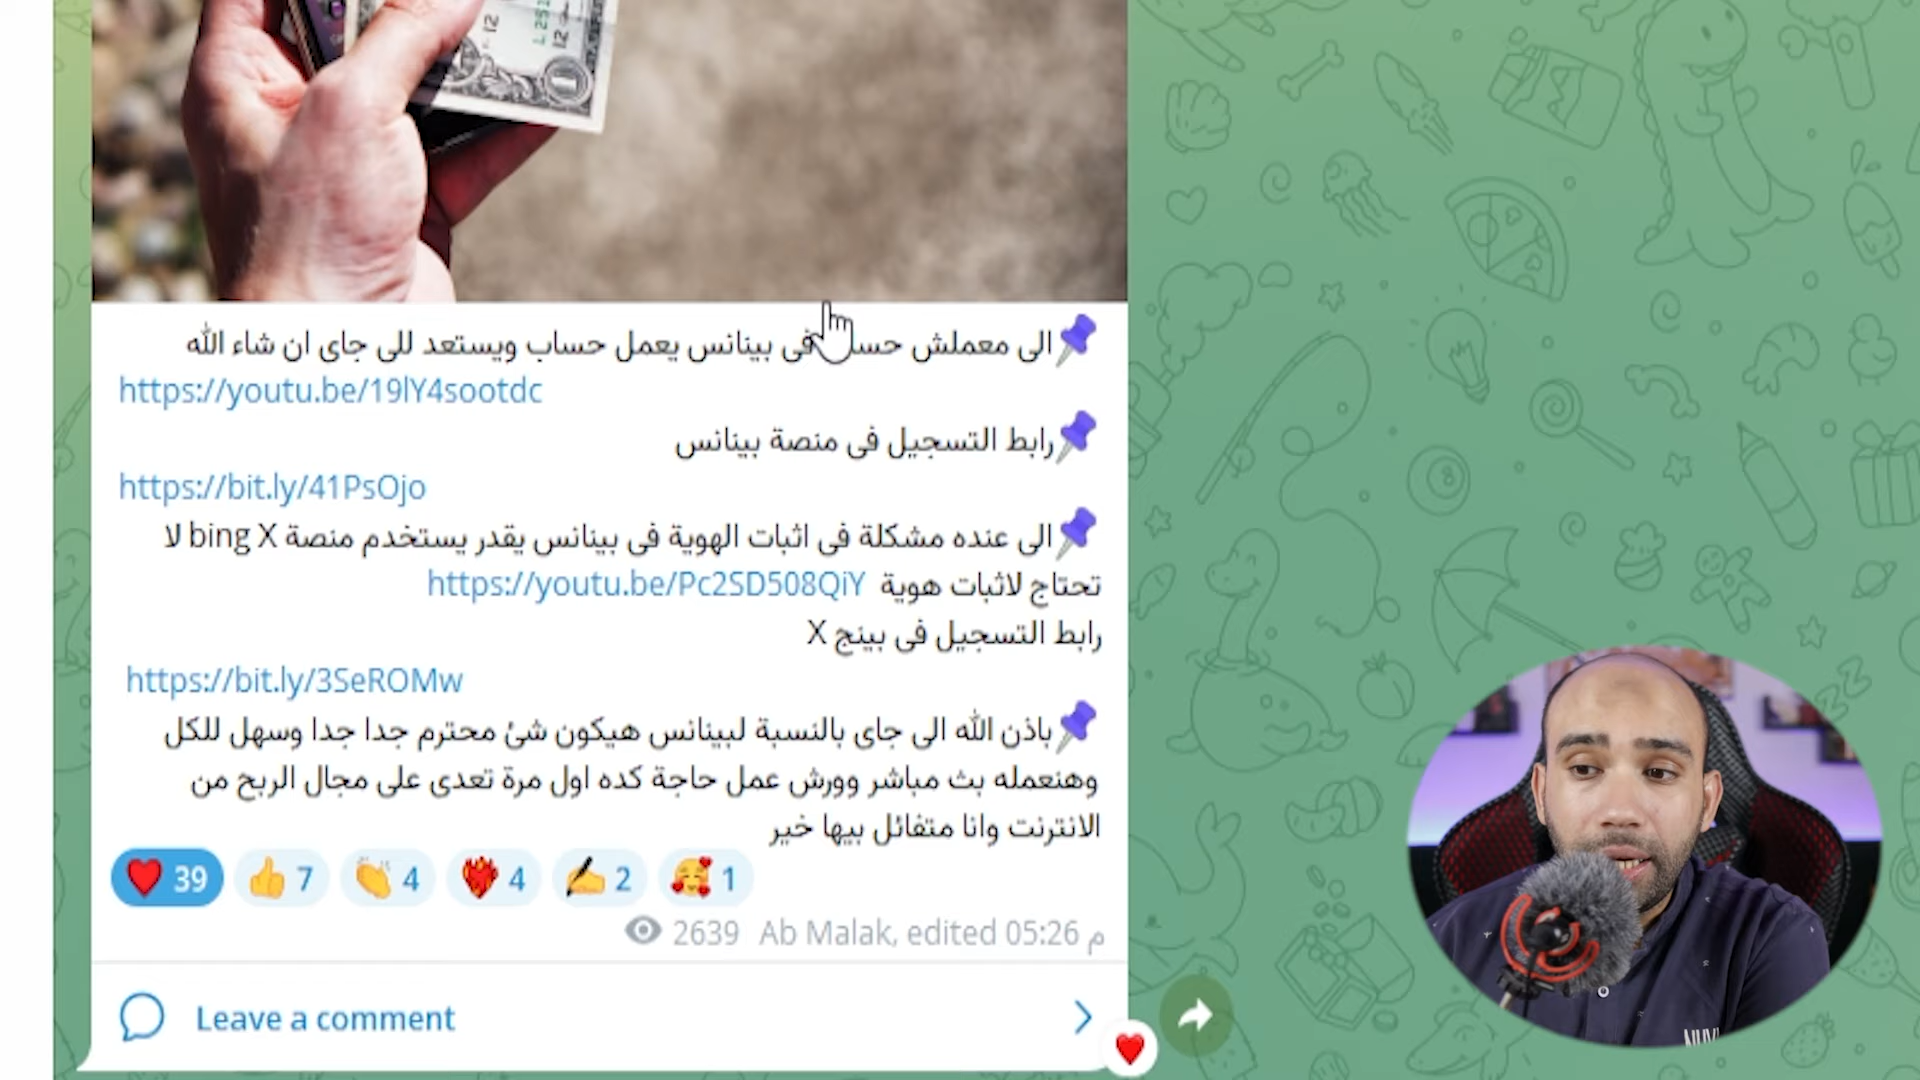 الى معملش حساب فى بينانس يعمل حساب ويستعد للى جاى ان شاء الله
https://youtu.be/19lY4sootdc
رابط التسجيل فى منصة بينانس
https://bit.ly/41PsOjo
الى عنده مشكلة فى اثبات الهوية فى بينانس يقدر يستخدم منصة bing X لا
تحتاج لاثبات هوية https://youtu.be/Pc2SD508QiY
رابط التسجيل فى بينج X
https://bit.ly/3SeROMw
باذن الله الى جاى بالنسبة لبينانس هيكون شئ محترم جدا جدا وسهل للكل
وهنعمله بث مباشر وورش عمل حاجة كده اول مرة تعدى على مجال الربح من
الانترنت وانا متفائل بيها خير
39 7 4 4 2 1
2639 Ab Malak, edited 05:26 م
Leave a comment